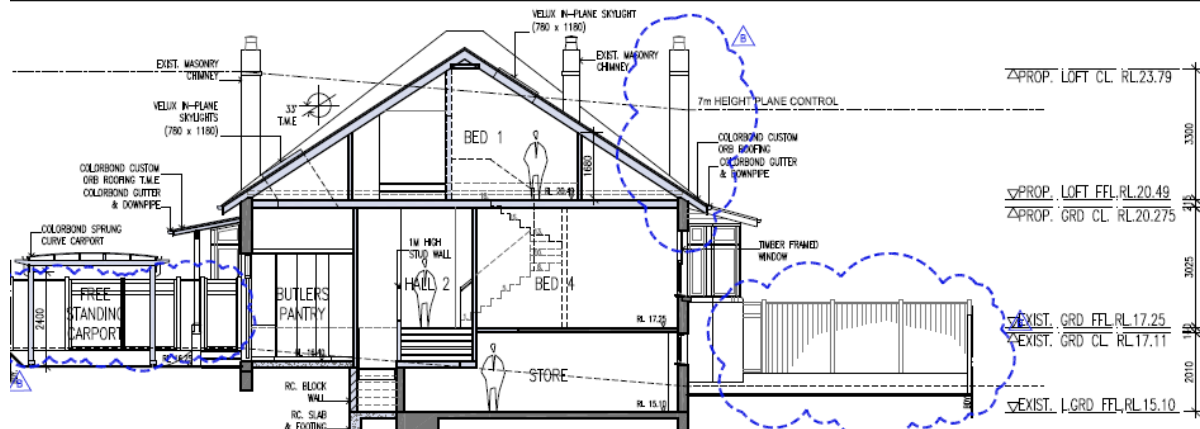 VELUX IN-PLANE SKYLIGHT
(780 x 1180)
B
EXIST. MASONRY
CHIMNEY
EXIST. MASONRY
CHIMNEY
PROP. LOFT CL. RL.23.79
7m HEIGHT PLANE CONTROL
VELUX IN-PLANE
SKYLIGHTS
(780 x 1180)
33°
T.M.E
BED 1
1680
3300
COLORBOND CUSTOM
ORB ROOFING
COLORBOND GUTTER
& DOWNPIPE
COLORBOND CUSTOM
ORB ROOFING T.M.E
COLORBOND GUTTER
& DOWNPIPE
RL 20.49
PROP. LOFT FFL,RL.20.49
PROP. GRD CL. RL.20.275
COLORBOND SPRUNG
CURVE CARPORT
1M HIGH
STUD WALL
TIMBER FRAMED
WINDOW
3025
FREE
STANDING
CARPORT
2400
BUTLERS
PANTRY
HALL 2
BED 4
RL 17.25
EXIST. GRD FFL,RL.17.25
EXIST. GRD CL RL.17.11
STORE
2010
RC. BLOCK
WALL
RL 15.10
EXIST. L.GRD FFL,RL.15.10
B
RC. SLAB
& FOOTING